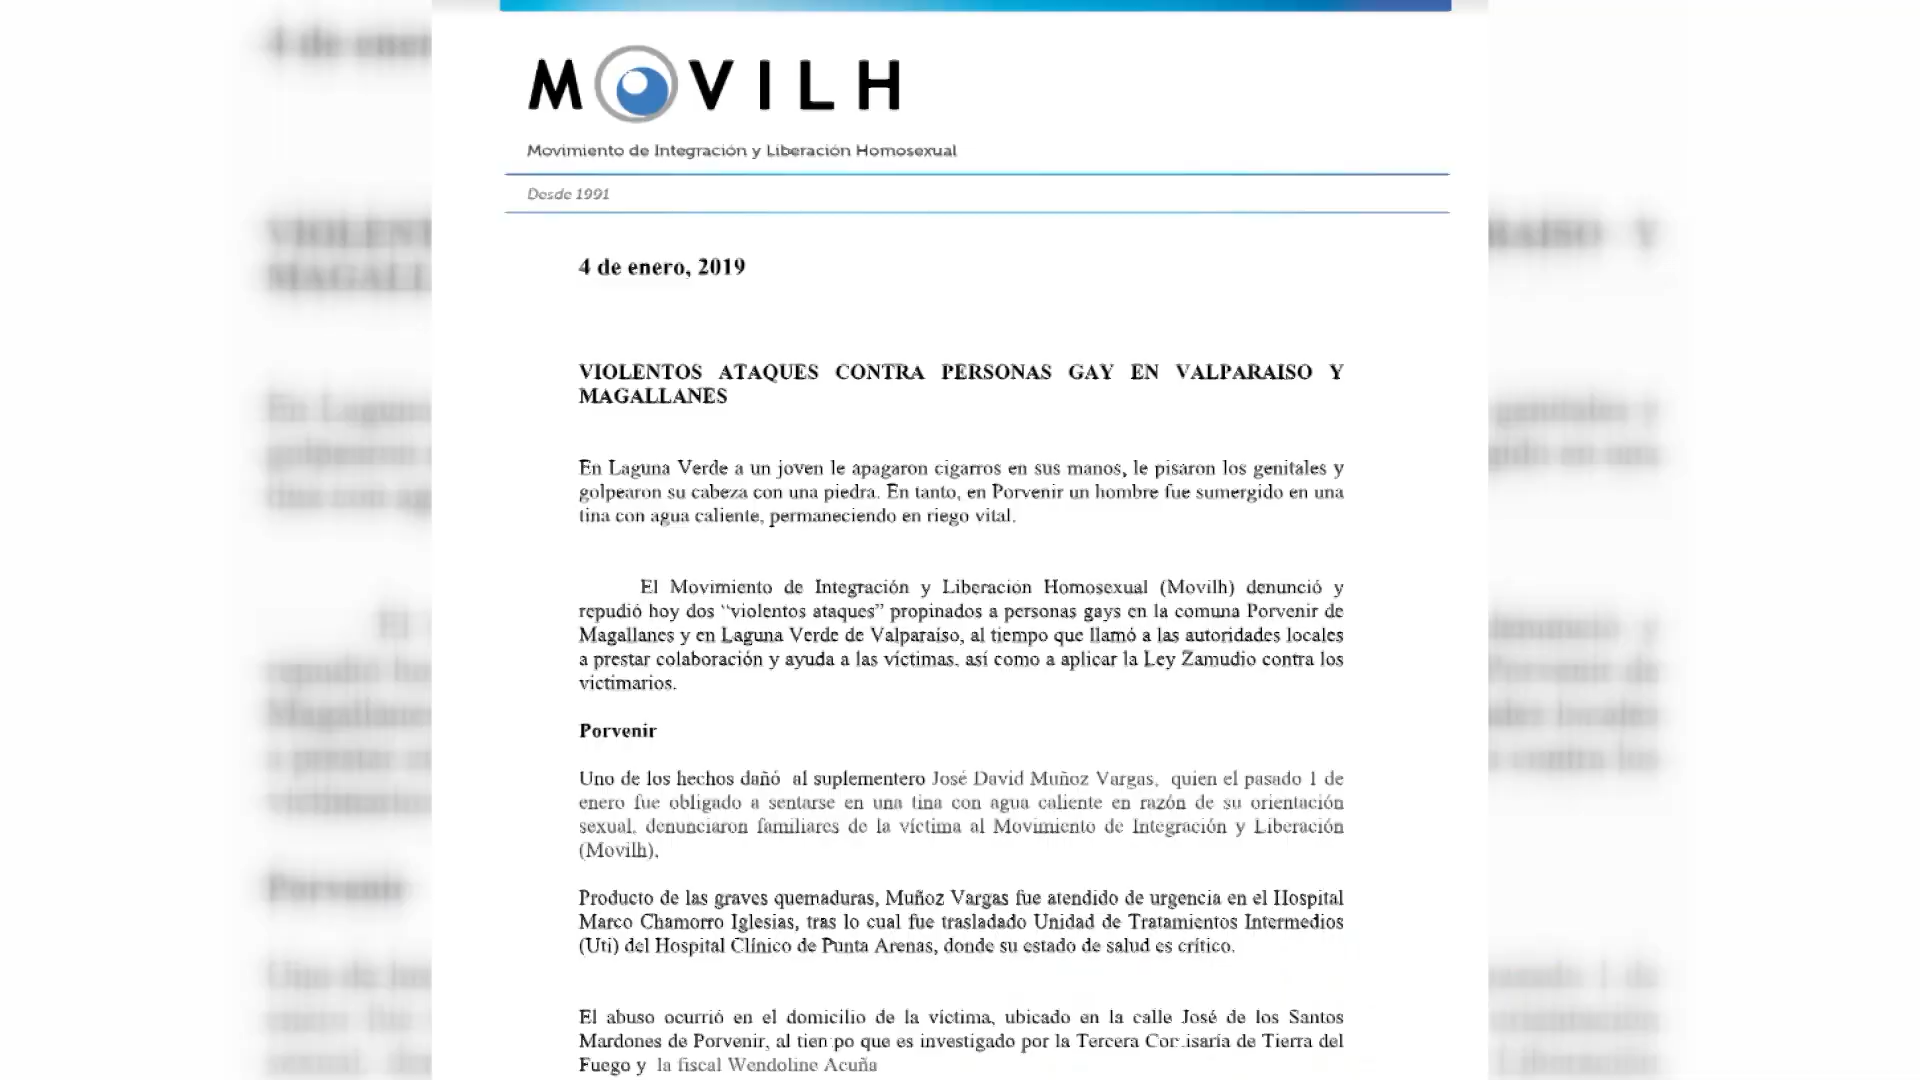 MOVILH
Movimiento de Integración y Liberación Homosexual
Desde 1991
4 de enero, 2019
VIOLENTOS ATAQUES CONTRA PERSONAS GAY EN VALPARAISO Y
MAGALLANES
En Laguna Verde a un joven le apagaron cigarros en sus manos, le pisaron los genitales y
golpearon su cabeza con una piedra. En tanto, en Porvenir un hombre fue sumergido en una
tina con agua caliente, permaneciendo en riego vital.
El Movimiento de Integración y Liberación Homosexual (Movilh) denunció y
repudió hoy dos "violentos ataques" propinados a personas gays en la comuna Porvenir de
Magallanes y en Laguna Verde de Valparaíso, al tiempo que llamó a las autoridades locales
a prestar colaboración y ayuda a las víctimas, así como a aplicar la Ley Zamudio contra los
victimarios.
Porvenir
Uno de los hechos dañó al suplementero José David Muñoz Vargas, quien el pasado 1 de
enero fue obligado a sentarse en una tina con agua caliente en razón de su orientación
sexual, denunciaron familiares de la víctima al Movimiento de Integración y Liberación
(Movilh).
Producto de las graves quemaduras, Muñoz Vargas fue atendido de urgencia en el Hospital
Marco Chamorro Iglesias, tras lo cual fue trasladado Unidad de Tratamientos Intermedios
(Uti) del Hospital Clínico de Punta Arenas, donde su estado de salud es crítico.
El abuso ocurrió en el domicilio de la víctima, ubicado en la calle José de los Santos
Mardones de Porvenir, al tiempo que es investigado por la Tercera Comisaría de Tierra del
Fuego y la fiscal Wendoline Acuña